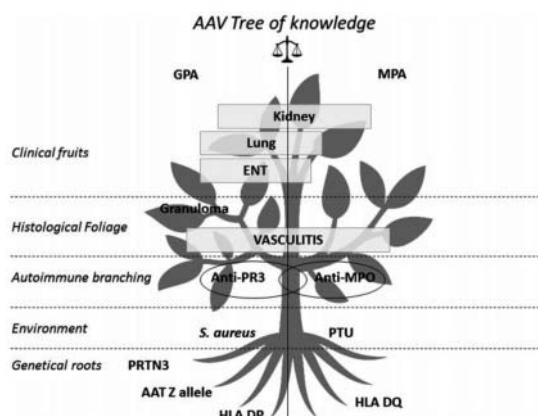 AAV Tree of knowledge
GPA
MPA
Kidney
Lung
Clinical fruits
ENT
Granuloma
Histological Foliage
VASCULITIS
Autoimmune branching
Anti-PR3
Anti-MPO
Environment
S. aureus
PTU
Genetical roots
PRTN3
AAT Z allele
HLA DQ
HLA DP